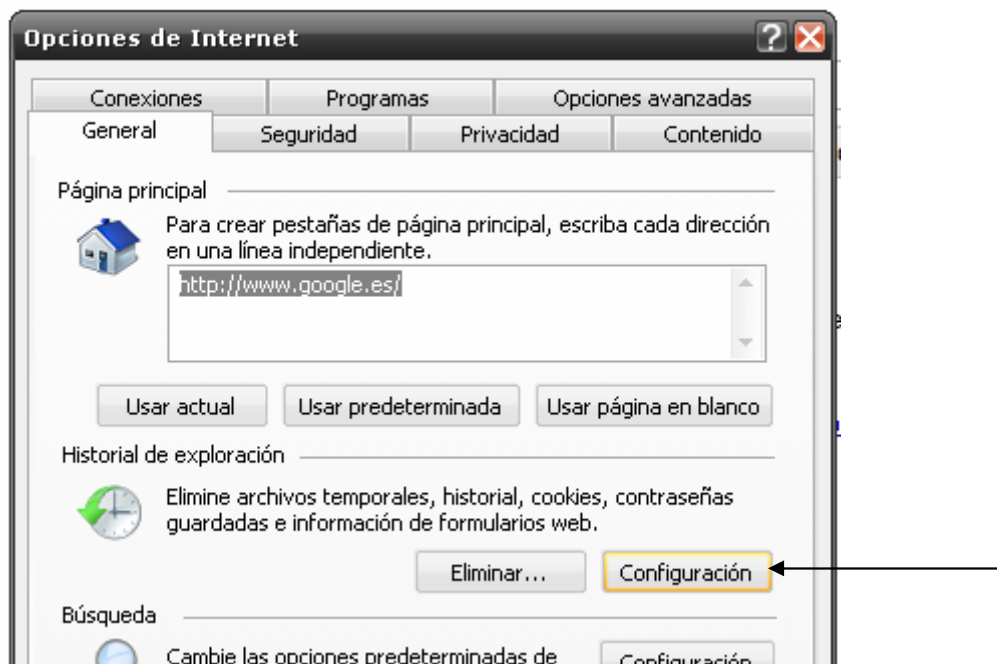 Opciones de Internet
Conexiones Programas Opciones avanzadas
General Seguridad Privacidad Contenido
Página principal
Para crear pestañas de página principal, escriba cada dirección
en una línea independiente.
http://www.google.es/
Usar actual Usar predeterminada Usar página en blanco
Historial de exploración
Elimine archivos temporales, historial, cookies, contraseñas
guardadas e información de formularios web.
Eliminar... Configuración
Búsqueda
Cambie las opciones predeterminadas de
Configuración